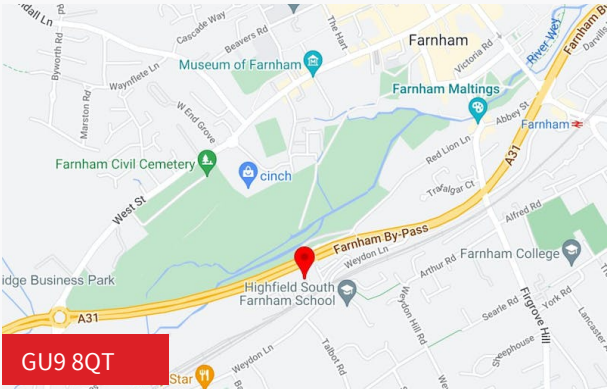 ndall Ln
Cascade Way
Beavers Rd
The Hart
Farnham
River Wey
Farnham B
Darvills
Byworth Rd
Museum of Farnham
Victoria Rd
Waynflete Ln
Farnham Maltings
Marston Rd
W End Grove
Abbey St
Farnham
Farnham Civil Cemetery
cinch
Red Lion Ln
A31
Trafalgar Ct
West St
Alfred Rd
Farnham By-Pass
Weydon Ln
Farnham College
idge Business Park
Arthur Rd
Highfield South
Farnham School
A31
Weydon Hill Rd
Searle Rd
York Rd
Firgrove Hill
Lancaster
Sheephouse
GU9 8QT
Star
Weydon Ln
Talbot Rd